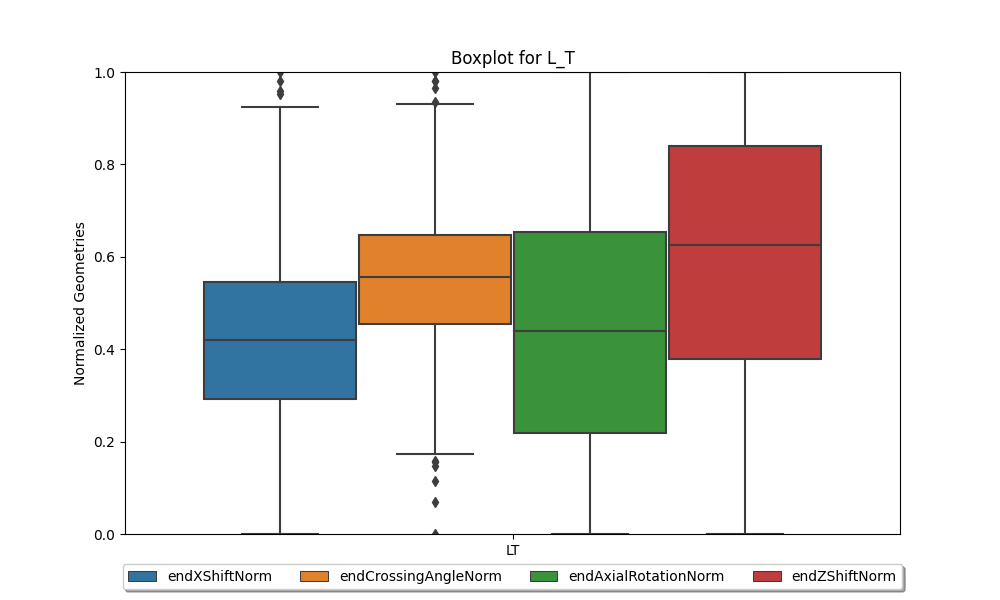 Boxplot for L_T
1.0
0.8
0.6
0.4
0.2
0.0
Normalized Geometries
LT
endXShiftNorm endCrossingAngleNorm endAxialRotationNorm endZShiftNorm